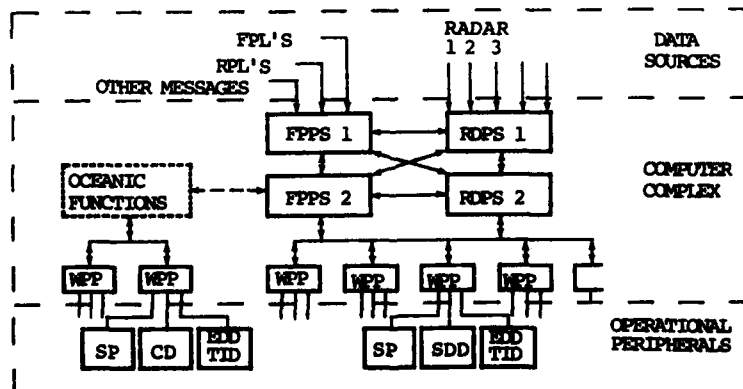 FPL'S
RADAR
1 2 3
DATA
SOURCES
RPL'S
OTHER MESSAGES
FPPS 1
RDPS 1
OCEANIC
FUNCTIONS
FPPS 2
RDPS 2
COMPUTER
COMPLEX
WPP
WPP
WPP
WPP
WPP
WPP
SP
CD
EDD
TID
SP
SDD
EDD
TID
OPERATIONAL
PERIPHERALS